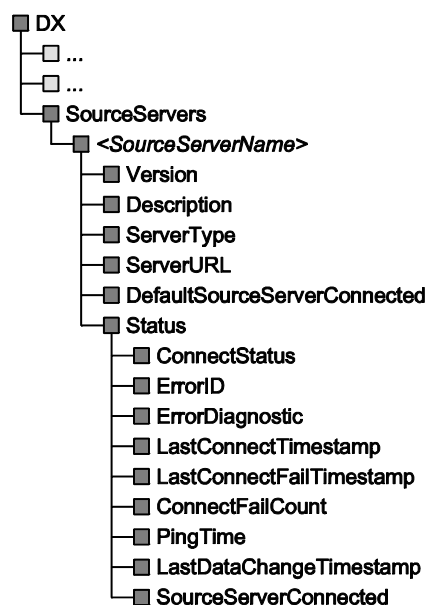 DX
...
...
SourceServers
<SourceServerName>
Version
Description
ServerType
ServerURL
DefaultSourceServerConnected
Status
ConnectStatus
ErrorID
ErrorDiagnostic
LastConnectTimestamp
LastConnectFailTimestamp
ConnectFailCount
PingTime
LastDataChangeTimestamp
SourceServerConnected